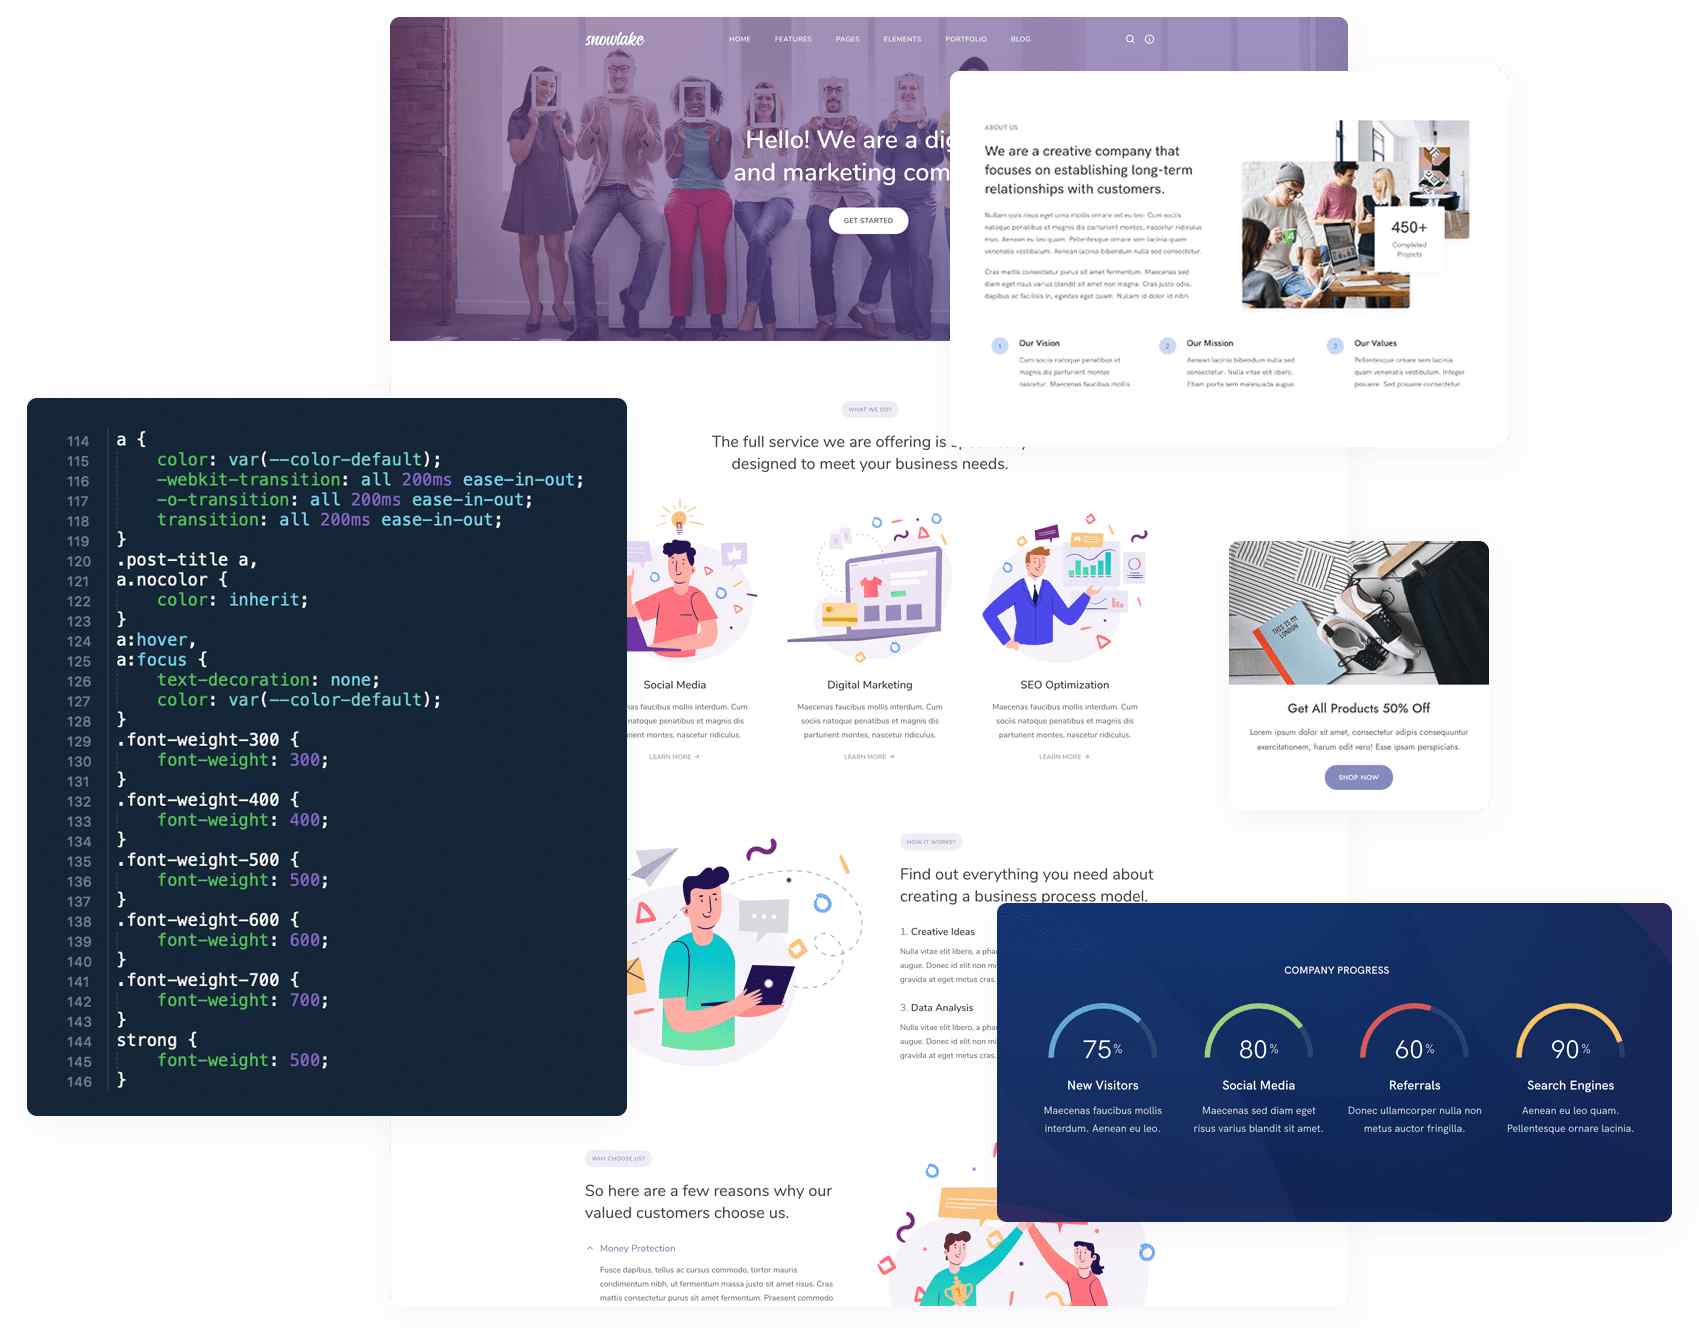 snowlake
HOME FEATURES PAGES ELEMENTS PORTFOLIO BLOG
Hello! We are a dig
and marketing com
GET STARTED
ABOUT US
We are a creative company that
focuses on establishing long-term
relationships with customers.
Nullam quis risus eget urna mollis ornare vel eu leo. Cum sociis
natoque penatibus et magnis dis parturient montes, nascetur ridiculus
mus. Aenean eu leo quam. Pellentesque ornare sem lacinia quam
venenatis vestibulum. Aenean lacinia bibendum nulla sed consectetur.
Cras mattis consectetur purus sit amet fermentum. Maecenas sed
diam eget risus varius blandit sit amet non magna. Cras justo odio,
dapibus ac facilisis in, egestas eget quam. Nullam id dolor id nibh
450+
Completed
Projects
1 Our Vision
Cum sociis natoque penatibus et
magnis dis parturient montes
nascetur. Maecenas faucibus mollis
2 Our Mission
Aenean lacinia bibendum nulla sed
consectetur. Nulla vitae elit libero.
Etiam porta sem malesuada augue.
3 Our Values
Pellentesque ornare sem lacinia
quam venenatis vestibulum. Integer
posuere. Sed posuere consectetur.
114 a {
115 color: var(--color-default);
116 -webkit-transition: all 200ms ease-in-out;
117 -o-transition: all 200ms ease-in-out;
118 transition: all 200ms ease-in-out;
119 }
120 .post-title a,
121 a.nocolor {
122 color: inherit;
123 }
124 a:hover,
125 a:focus {
126 text-decoration: none;
127 color: var(--color-default);
128 }
129 .font-weight-300 {
130 font-weight: 300;
131 }
132 .font-weight-400 {
133 font-weight: 400;
134 }
135 .font-weight-500 {
136 font-weight: 500;
137 }
138 .font-weight-600 {
139 font-weight: 600;
140 }
141 .font-weight-700 {
142 font-weight: 700;
143 }
144 strong {
145 font-weight: 500;
146 }
WHAT WE DO?
The full service we are offering is
designed to meet your business needs.
Social Media
nas faucibus mollis interdum. Cum
natoque penatibus et magnis dis
parturient montes, nascetur ridiculus.
LEARN MORE →
Digital Marketing
Maecenas faucibus mollis interdum. Cum
sociis natoque penatibus et magnis dis
parturient montes, nascetur ridiculus.
LEARN MORE →
SEO Optimization
Maecenas faucibus mollis interdum. Cum
sociis natoque penatibus et magnis dis
parturient montes, nascetur ridiculus.
LEARN MORE →
THIS IS MY
LONDON
Get All Products 50% Off
Lorem ipsum dolor sit amet, consectetur adipis consequuntur
exercitationem, harum odit vero! Esse ipsam perspiciatis.
SHOP NOW
HOW IT WORKS?
Find out everything you need about
creating a business process model.
1. Creative Ideas
Nulla vitae elit libero, a pha
augue. Donec id elit non mi
gravida at eget metus cras.
3. Data Analysis
Nulla vitae elit libero, a pha
augue. Donec id elit non mi
gravida at eget metus cras.
COMPANY PROGRESS
75%
New Visitors
Maecenas faucibus mollis
interdum. Aenean eu leo.
80%
Social Media
Maecenas sed diam eget
risus varius blandit sit amet.
60%
Referrals
Donec ullamcorper nulla non
metus auctor fringilla.
90%
Search Engines
Aenean eu leo quam.
Pellentesque ornare lacinia.
WHY CHOOSE US?
So here are a few reasons why our
valued customers choose us.
Money Protection
Fusce dapibus, tellus ac cursus commodo, tortor mauris
condimentum nibh, ut fermentum massa justo sit amet risus. Cras
mattis consectetur purus sit amet fermentum. Praesent commodo